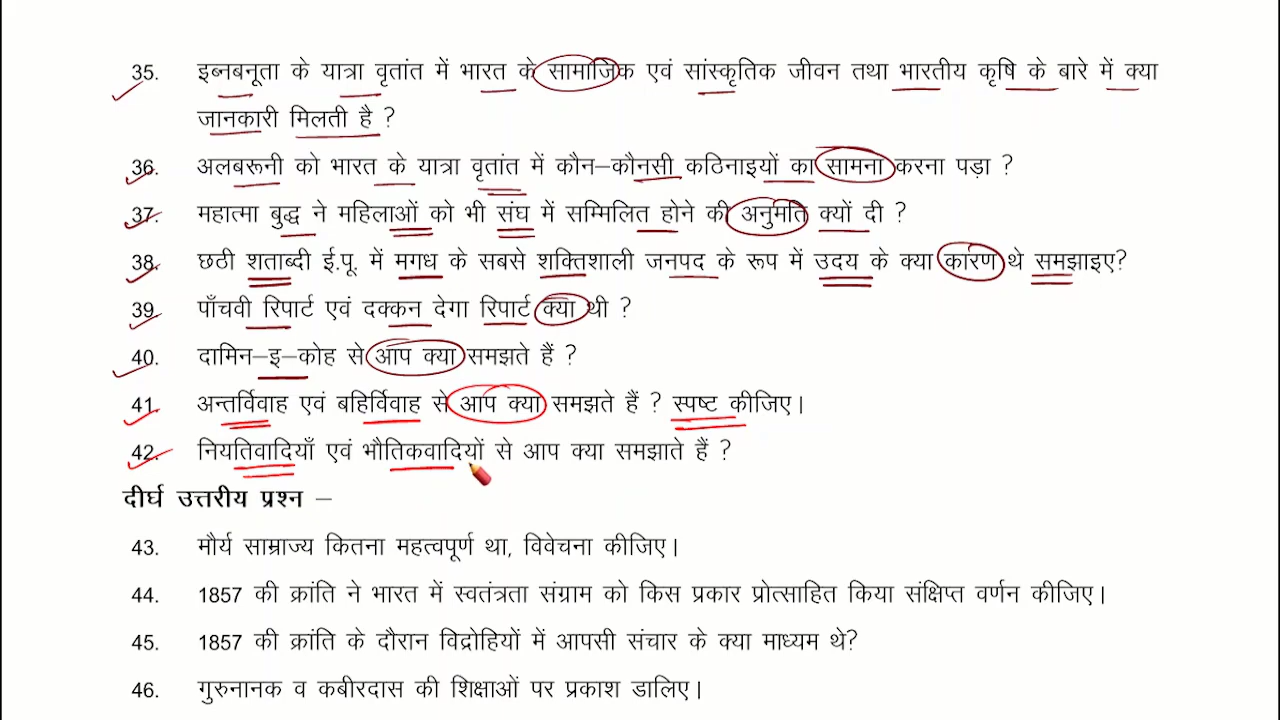 35. इब्नबनूता के यात्रा वृतांत में भारत के सामाजिक एवं सांस्कृतिक जीवन तथा भारतीय कृषि के बारे में क्या
जानकारी मिलती है ?
36. अलबरूनी को भारत के यात्रा वृतांत में कौन–कौनसी कठिनाइयों का सामना करना पड़ा ?
37. महात्मा बुद्ध ने महिलाओं को भी संघ में सम्मिलित होने की अनुमति क्यों दी ?
38. छठी शताब्दी ई.पू. में मगध के सबसे शक्तिशाली जनपद के रूप में उदय के क्या कारण थे समझाइए?
39. पाँचवी रिपार्ट एवं दक्कन देगा रिपार्ट क्या थी ?
40. दामिन–इ–कोह से आप क्या समझते हैं ?
41. अन्तर्विवाह एवं बहिर्विवाह से आप क्या समझते हैं ? स्पष्ट कीजिए।
42. नियतिवादियाँ एवं भौतिकवादियों से आप क्या समझाते हैं ?
दीर्घ उत्तरीय प्रश्न –
43. मौर्य साम्राज्य कितना महत्वपूर्ण था, विवेचना कीजिए।
44. 1857 की क्रांति ने भारत में स्वतंत्रता संग्राम को किस प्रकार प्रोत्साहित किया संक्षिप्त वर्णन कीजिए।
45. 1857 की क्रांति के दौरान विद्रोहियों में आपसी संचार के क्या माध्यम थे?
46. गुरुनानक व कबीरदास की शिक्षाओं पर प्रकाश डालिए।